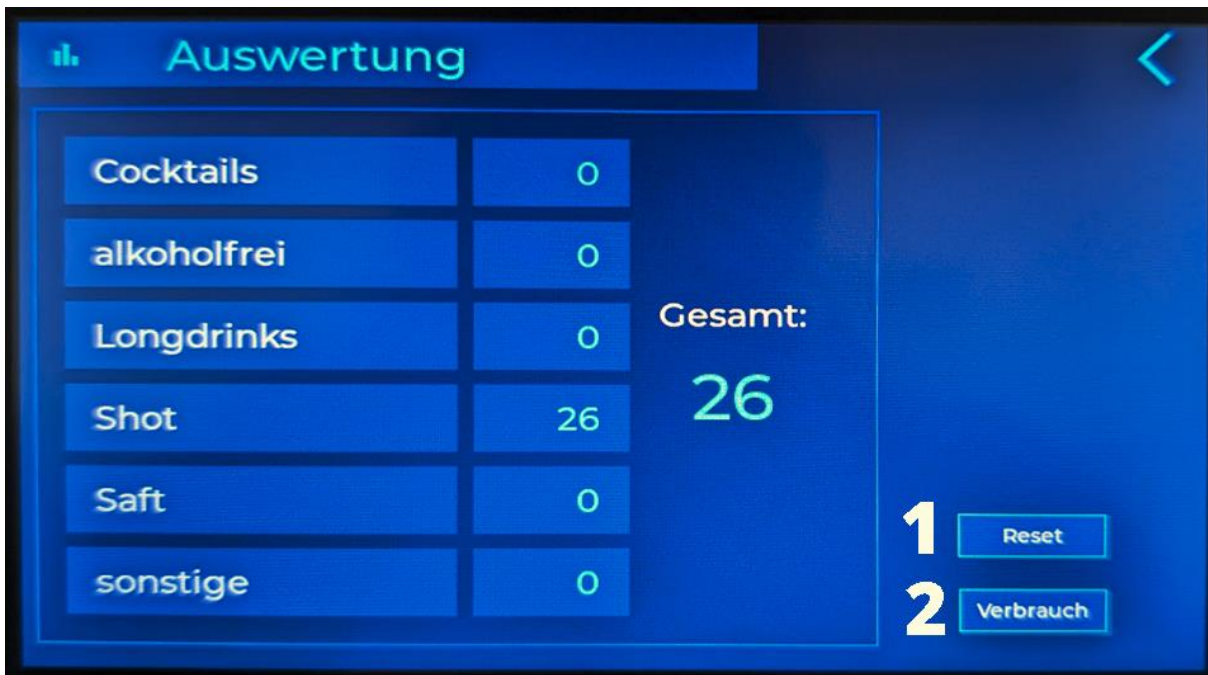 Auswertung
Cocktails 0
alkoholfrei 0
Longdrinks 0
Shot 26
Saft 0
sonstige 0
Gesamt:
26
1 Reset
2 Verbrauch